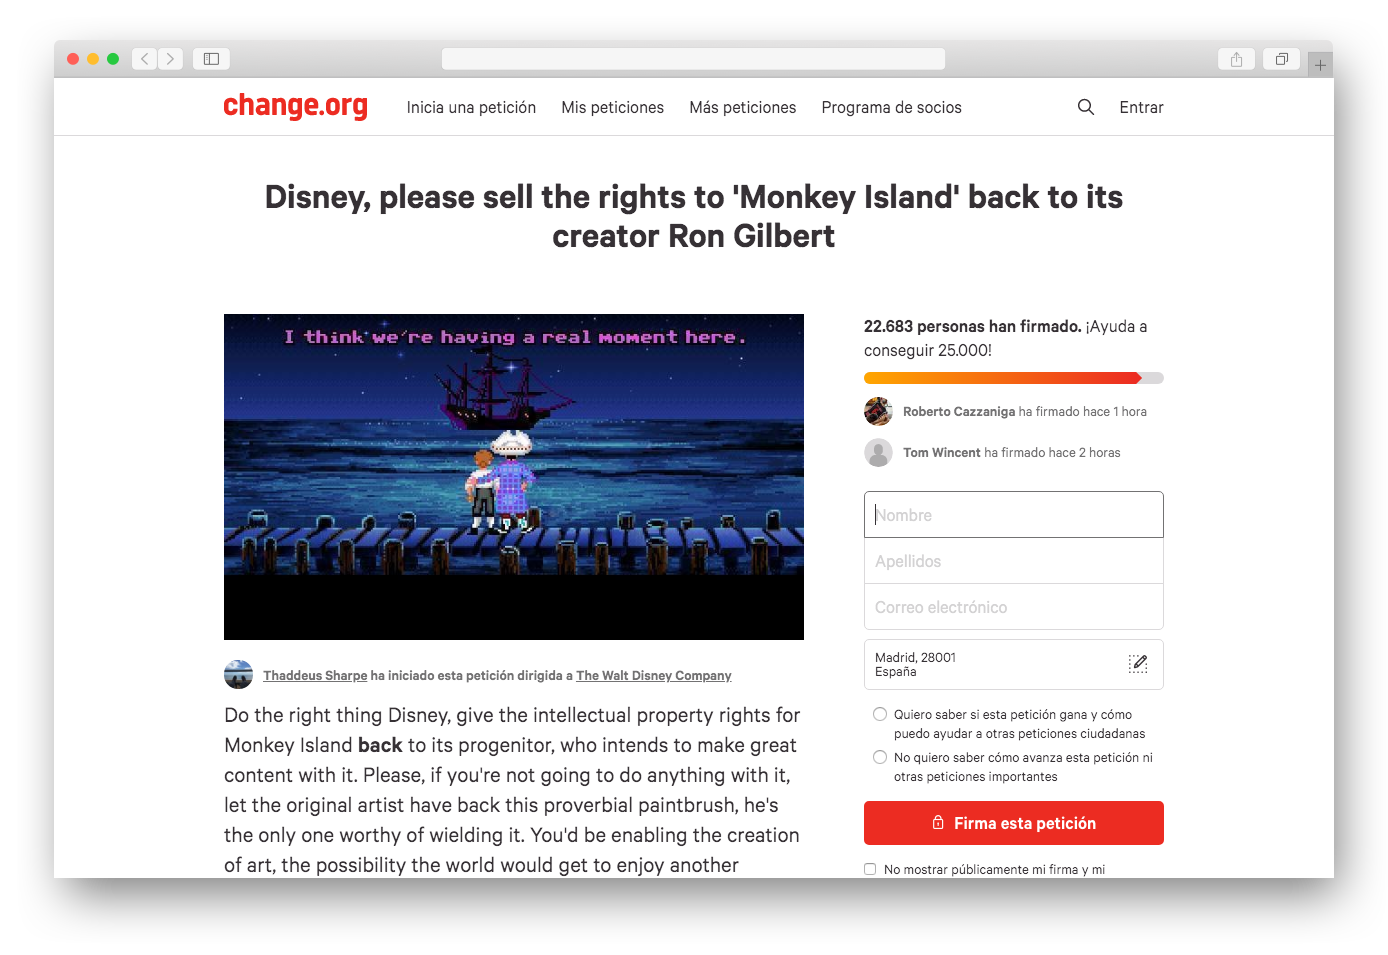 change.org
Inicia una petición
Mis peticiones
Más peticiones
Programa de socios
Entrar
Disney, please sell the rights to 'Monkey Island' back to its
creator Ron Gilbert
I think we're having a real moment here.
Thaddeus Sharpe ha iniciado esta petición dirigida a The Walt Disney Company
Do the right thing Disney, give the intellectual property rights for
Monkey Island back to its progenitor, who intends to make great
content with it. Please, if you're not going to do anything with it,
let the original artist have back this proverbial paintbrush, he's
the only one worthy of wielding it. You'd be enabling the creation
of art, the possibility the world would get to enjoy another
22.683 personas han firmado. ¡Ayuda a
conseguir 25.000!
Roberto Cazzaniga ha firmado hace 1 hora
Tom Wincent ha firmado hace 2 horas
Nombre
Apellidos
Correo electrónico
Madrid, 28001
España
Quiero saber si esta petición gana y cómo
puedo ayudar a otras peticiones ciudadanas
No quiero saber cómo avanza esta petición ni
otras peticiones importantes
Firma esta petición
No mostrar públicamente mi firma y mi